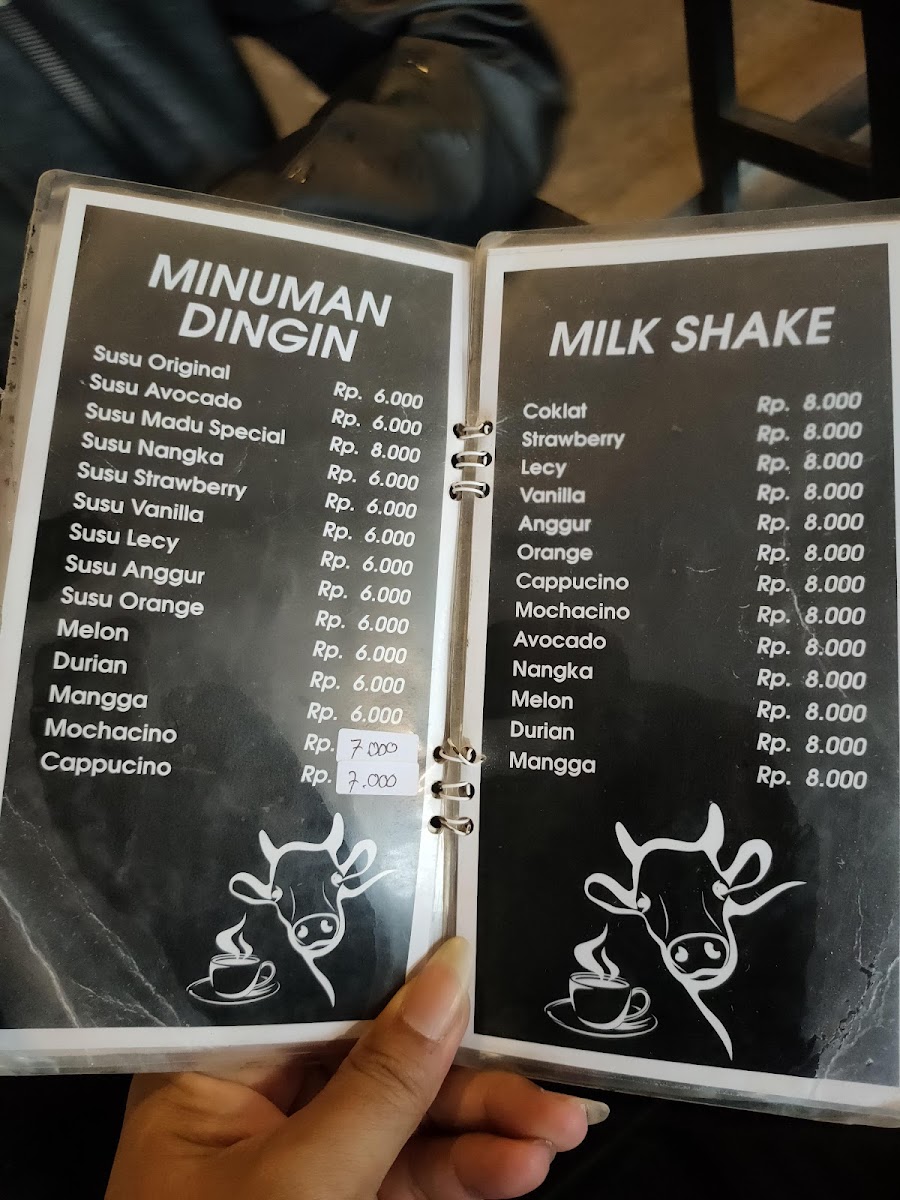 MINUMAN
DINGIN
Susu Original Rp. 6.000
Susu Avocado Rp. 6.000
Susu Madu Special Rp. 8.000
Susu Nangka Rp. 6.000
Susu Strawberry Rp. 6.000
Susu Vanilla Rp. 6.000
Susu Lecy Rp. 6.000
Susu Anggur Rp. 6.000
Susu Orange Rp. 6.000
Melon Rp. 6.000
Durian Rp. 6.000
Mangga Rp. 6.000
Mochacino Rp. 7.000
Cappucino Rp. 7.000
MILK SHAKE
Coklat Rp. 8.000
Strawberry Rp. 8.000
Lecy Rp. 8.000
Vanilla Rp. 8.000
Anggur Rp. 8.000
Orange Rp. 8.000
Cappucino Rp. 8.000
Mochacino Rp. 8.000
Avocado Rp. 8.000
Nangka Rp. 8.000
Melon Rp. 8.000
Durian Rp. 8.000
Mangga Rp. 8.000